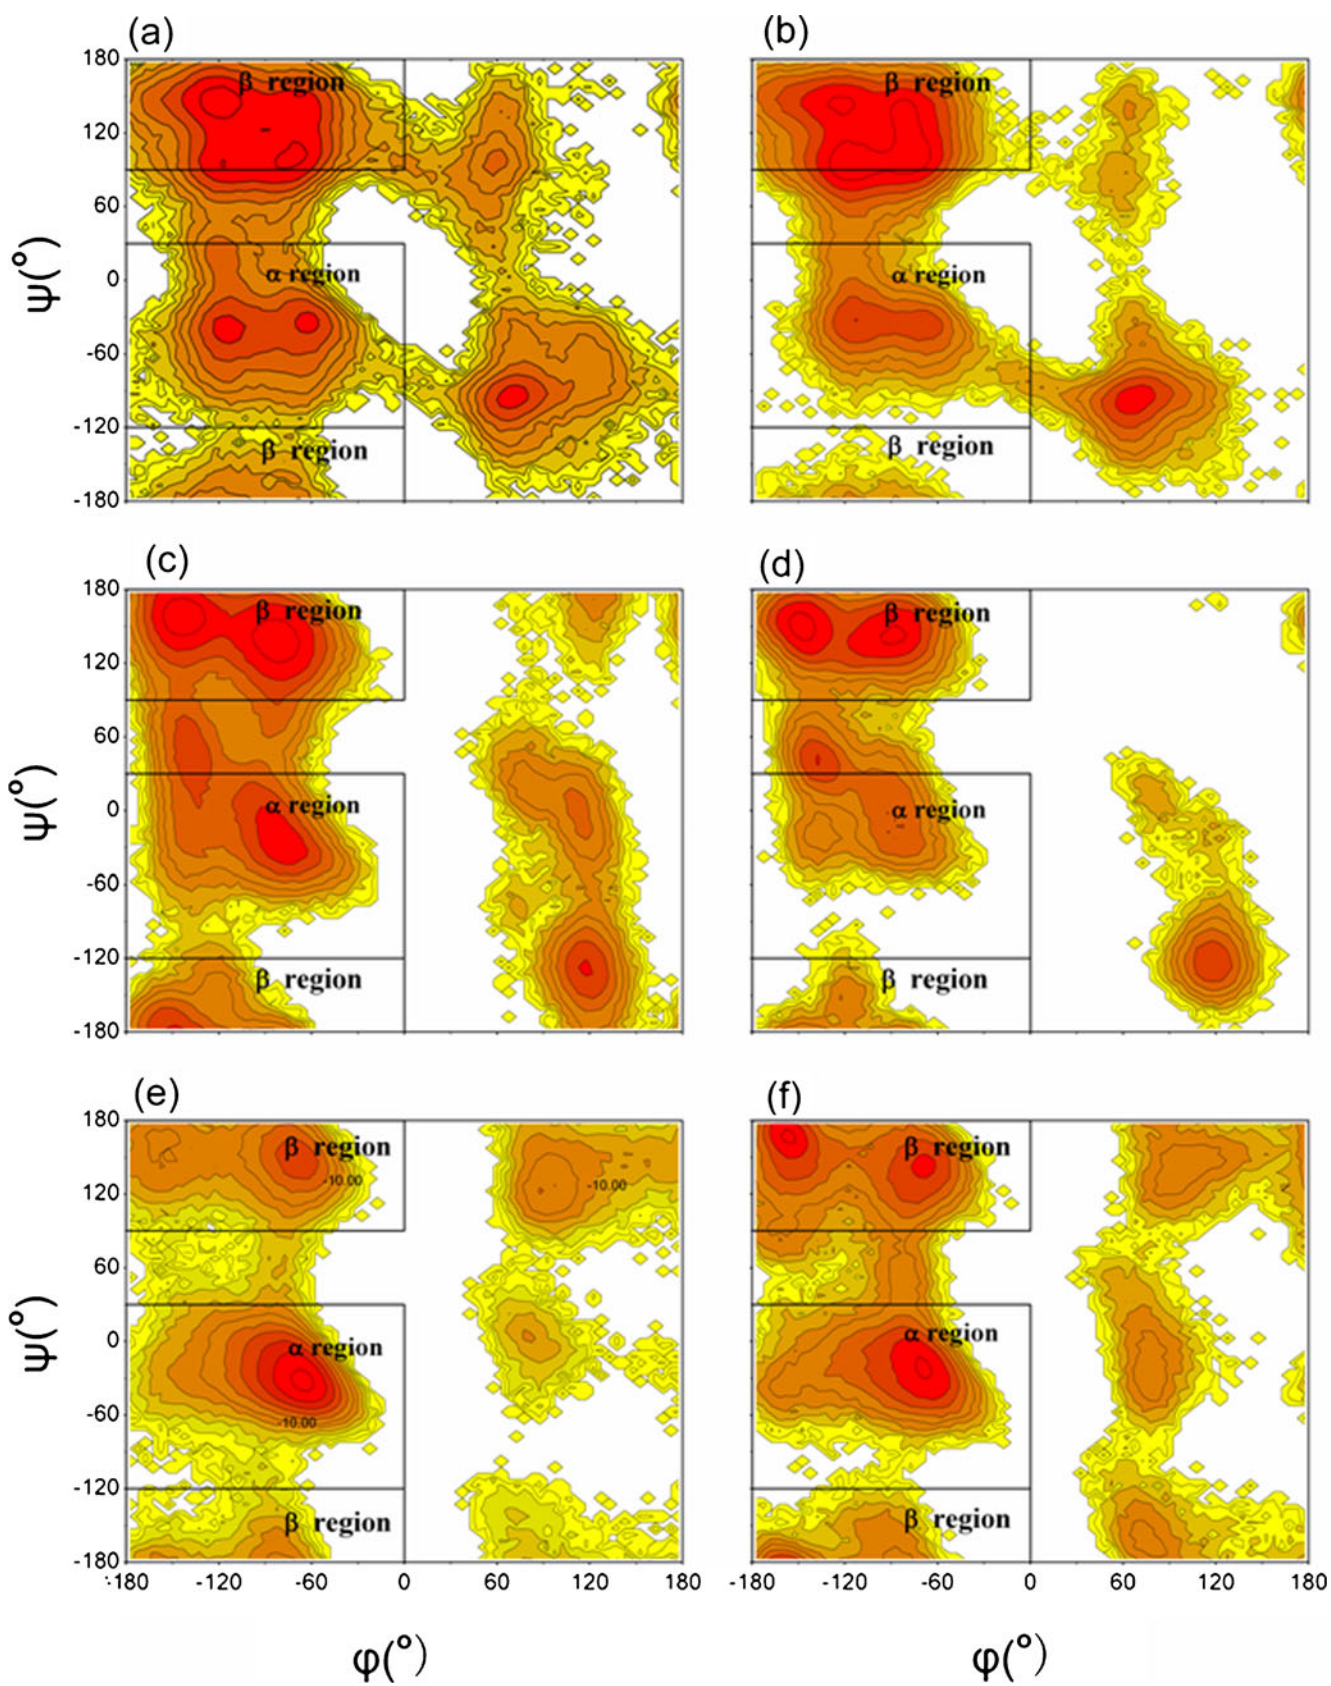 (a) (b)
180
120
60
0
-60
-120
-180
ψ(°)
β region
α region
β region
β region
α region
β region
(c) (d)
180
120
60
0
-60
-120
-180
ψ(°)
β region
α region
β region
β region
α region
β region
(e) (f)
180
120
60
0
-60
-120
-180
ψ(°)
β region
-10.00
-10.00
α region
-10.00
β region
β region
α region
β region
-180 -120 -60 0 60 120 180
-180 -120 -60 0 60 120 180
φ(°) φ(°)